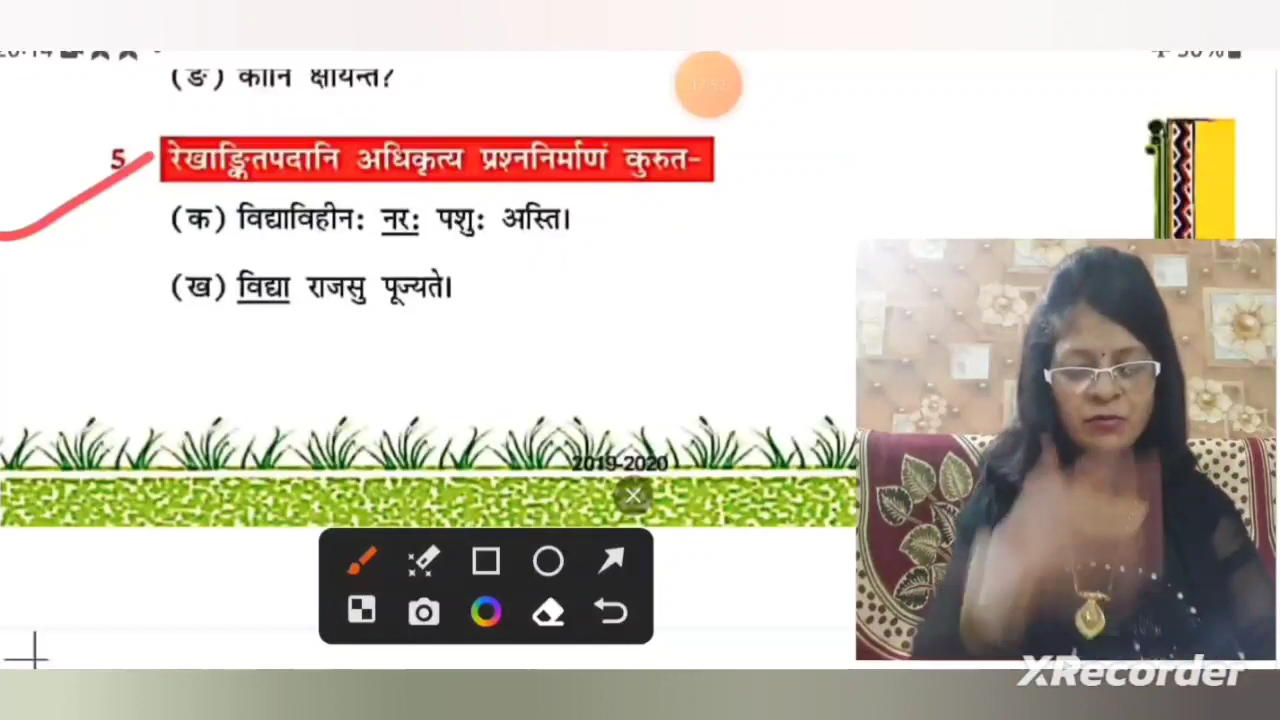 (ङ) कानि क्षीयन्ते?
5 रेखाङ्कितपदानि अधिकृत्य प्रश्ननिर्माणं कुरुत-
(क) विद्याविहीनः नरः पशुः अस्ति।
(ख) विद्या राजसु पूज्यते।
2019-2020
XRecorder